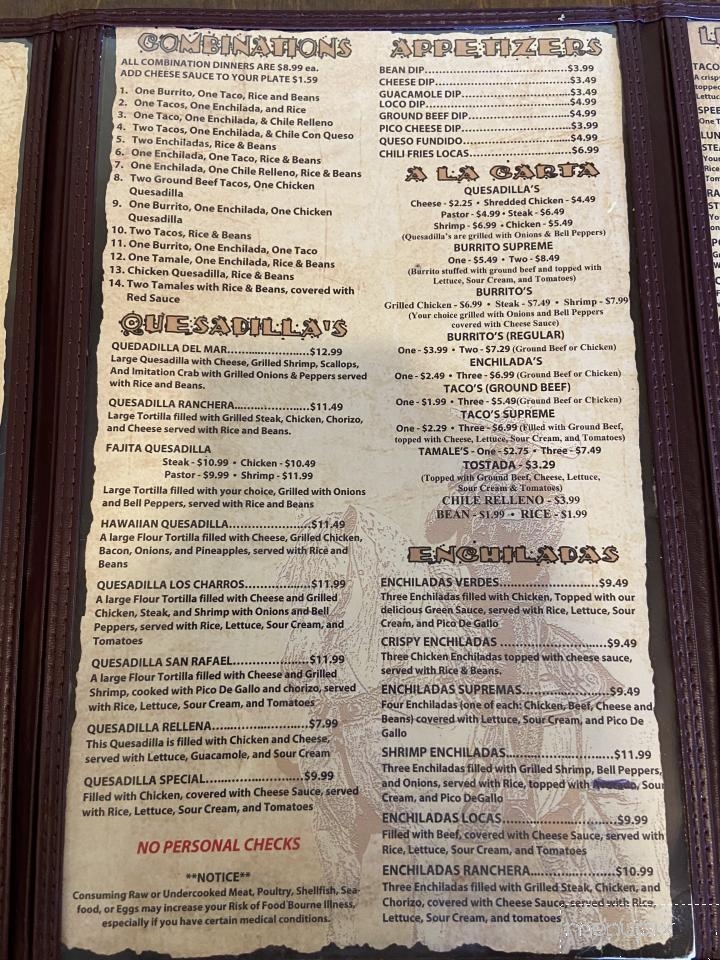 COMBINATIONS
ALL COMBINATION DINNERS ARE $8.99 ea.
ADD CHEESE SAUCE TO YOUR PLATE $1.59
1. One Burrito, One Taco, Rice and Beans
2. One Tacos, One Enchilada, and Rice
3. One Taco, One Enchilada, & Chile Relleno
4. Two Tacos, One Enchilada, & Chile Con Queso
5. Two Enchiladas, Rice & Beans
6. One Enchilada, One Taco, Rice & Beans
7. One Enchilada, One Chile Relleno, Rice & Beans
8. Two Ground Beef Tacos, One Chicken
Quesadilla
9. One Burrito, One Enchilada, One Chicken
Quesadilla
10. Two Tacos, Rice & Beans
11. One Burrito, One Enchilada, One Taco
12. One Tamale, One Enchilada, Rice & Beans
13. Chicken Quesadilla, Rice & Beans
14. Two Tamales with Rice & Beans, covered with
Red Sauce
QUESADILLA'S
QUEDADILLA DEL MAR...................$12.99
Large Quesadilla with Cheese, Grilled Shrimp, Scallops,
And Imitation Crab with Grilled Onions & Peppers served
with Rice and Beans.
QUESADILLA RANCHERA.................$11.49
Large Tortilla filled with Grilled Steak, Chicken, Chorizo,
and Cheese served with Rice and Beans.
FAJITA QUESADILLA
Steak - $10.99 • Chicken - $10.49
Pastor - $9.99 • Shrimp - $11.99
Large Tortilla filled with your choice, Grilled with Onions
and Bell Peppers, served with Rice and Beans
HAWAIIAN QUESADILLA..................$11.49
A large Flour Tortilla filled with Cheese, Grilled Chicken,
Bacon, Onions, and Pineapples, served with Rice and
Beans
QUESADILLA LOS CHARROS...............$11.99
A large Flour Tortilla filled with Cheese and Grilled
Chicken, Steak, and Shrimp with Onions and Bell
Peppers, served with Rice, Lettuce, Sour Cream, and
Tomatoes
QUESADILLA SAN RAFAEL.................$11.99
A large Flour Tortilla filled with Cheese and Grilled
Shrimp, cooked with Pico De Gallo and chorizo, served
with Rice, Lettuce, Sour Cream, and Tomatoes
QUESADILLA RELLENA.....................$7.99
This Quesadilla is filled with Chicken and Cheese,
served with Lettuce, Guacamole, and Sour Cream
QUESADILLA SPECIAL.....................$9.99
Filled with Chicken, covered with Cheese Sauce, served
with Rice, Lettuce, Sour Cream, and Tomatoes
NO PERSONAL CHECKS
**NOTICE**
Consuming Raw or Undercooked Meat, Poultry, Shellfish, Sea-
food, or Eggs may increase your Risk of Food Bourne Illness,
especially if you have certain medical conditions.
APPETIZERS
BEAN DIP...............................$3.99
CHEESE DIP.............................$3.49
GUACAMOLE DIP..........................$3.49
LOCO DIP...............................$4.99
GROUND BEEF DIP........................$4.99
PICO CHEESE DIP........................$3.99
QUESO FUNDIDO..........................$4.99
CHILI FRIES LOCAS......................$6.99
A LA CARTA
QUESADILLA'S
Cheese - $2.25 • Shredded Chicken - $4.49
Pastor - $4.99 • Steak - $6.49
Shrimp - $6.99 • Chicken - $5.49
(Quesadilla's are grilled with Onions & Bell Peppers)
BURRITO SUPREME
One - $5.49 • Two - $8.49
(Burrito stuffed with ground beef and topped with
Lettuce, Sour Cream, and Tomatoes)
BURRITO'S
Grilled Chicken - $6.99 • Steak - $7.49 • Shrimp - $7.99
(Your choice grilled with Onions and Bell Peppers
covered with Cheese Sauce)
BURRITO'S (REGULAR)
One - $3.99 • Two - $7.29 (Ground Beef or Chicken)
ENCHILADA'S
One - $2.49 • Three - $6.99 (Ground Beef or Chicken)
TACO'S (GROUND BEEF)
One - $1.99 • Three - $5.49(Ground Beef or Chicken)
TACO'S SUPREME
One - $2.29 • Three - $6.99 (Filled with Ground Beef,
topped with Cheese, Lettuce, Sour Cream, and Tomatoes)
TAMALE'S - One - $2.75 • Three - $7.49
TOSTADA - $3.29
(Topped with Ground Beef, Cheese, Lettuce,
Sour Cream & Tomatoes)
CHILE RELLENO - $3.99
BEAN - $1.99 • RICE - $1.99
ENCHILADAS
ENCHILADAS VERDES......................$9.49
Three Enchiladas filled with Chicken, Topped with our
delicious Green Sauce, served with Rice, Lettuce, Sour
Cream, and Pico De Gallo
CRISPY ENCHILADAS ......................$9.49
Three Chicken Enchiladas topped with cheese sauce,
served with Rice & Beans.
ENCHILADAS SUPREMAS....................$9.49
Four Enchiladas (one of each: Chicken, Beef, Cheese and
Beans) covered with Lettuce, Sour Cream, and Pico De
Gallo
SHRIMP ENCHILADAS......................$11.99
Three Enchiladas filled with Grilled Shrimp, Bell Peppers,
and Onions, served with Rice, topped with Sour
Cream, and Pico DeGallo
ENCHILADAS LOCAS.......................$9.99
Filled with Beef, covered with Cheese Sauce, served with
Rice, Lettuce, Sour Cream, and Tomatoes
ENCHILADAS RANCHERA....................$10.99
Three Enchiladas filled with Grilled Steak, Chicken, and
Chorizo, covered with Cheese Sauce, served with Rice,
Lettuce, Sour Cream, and tomatoes